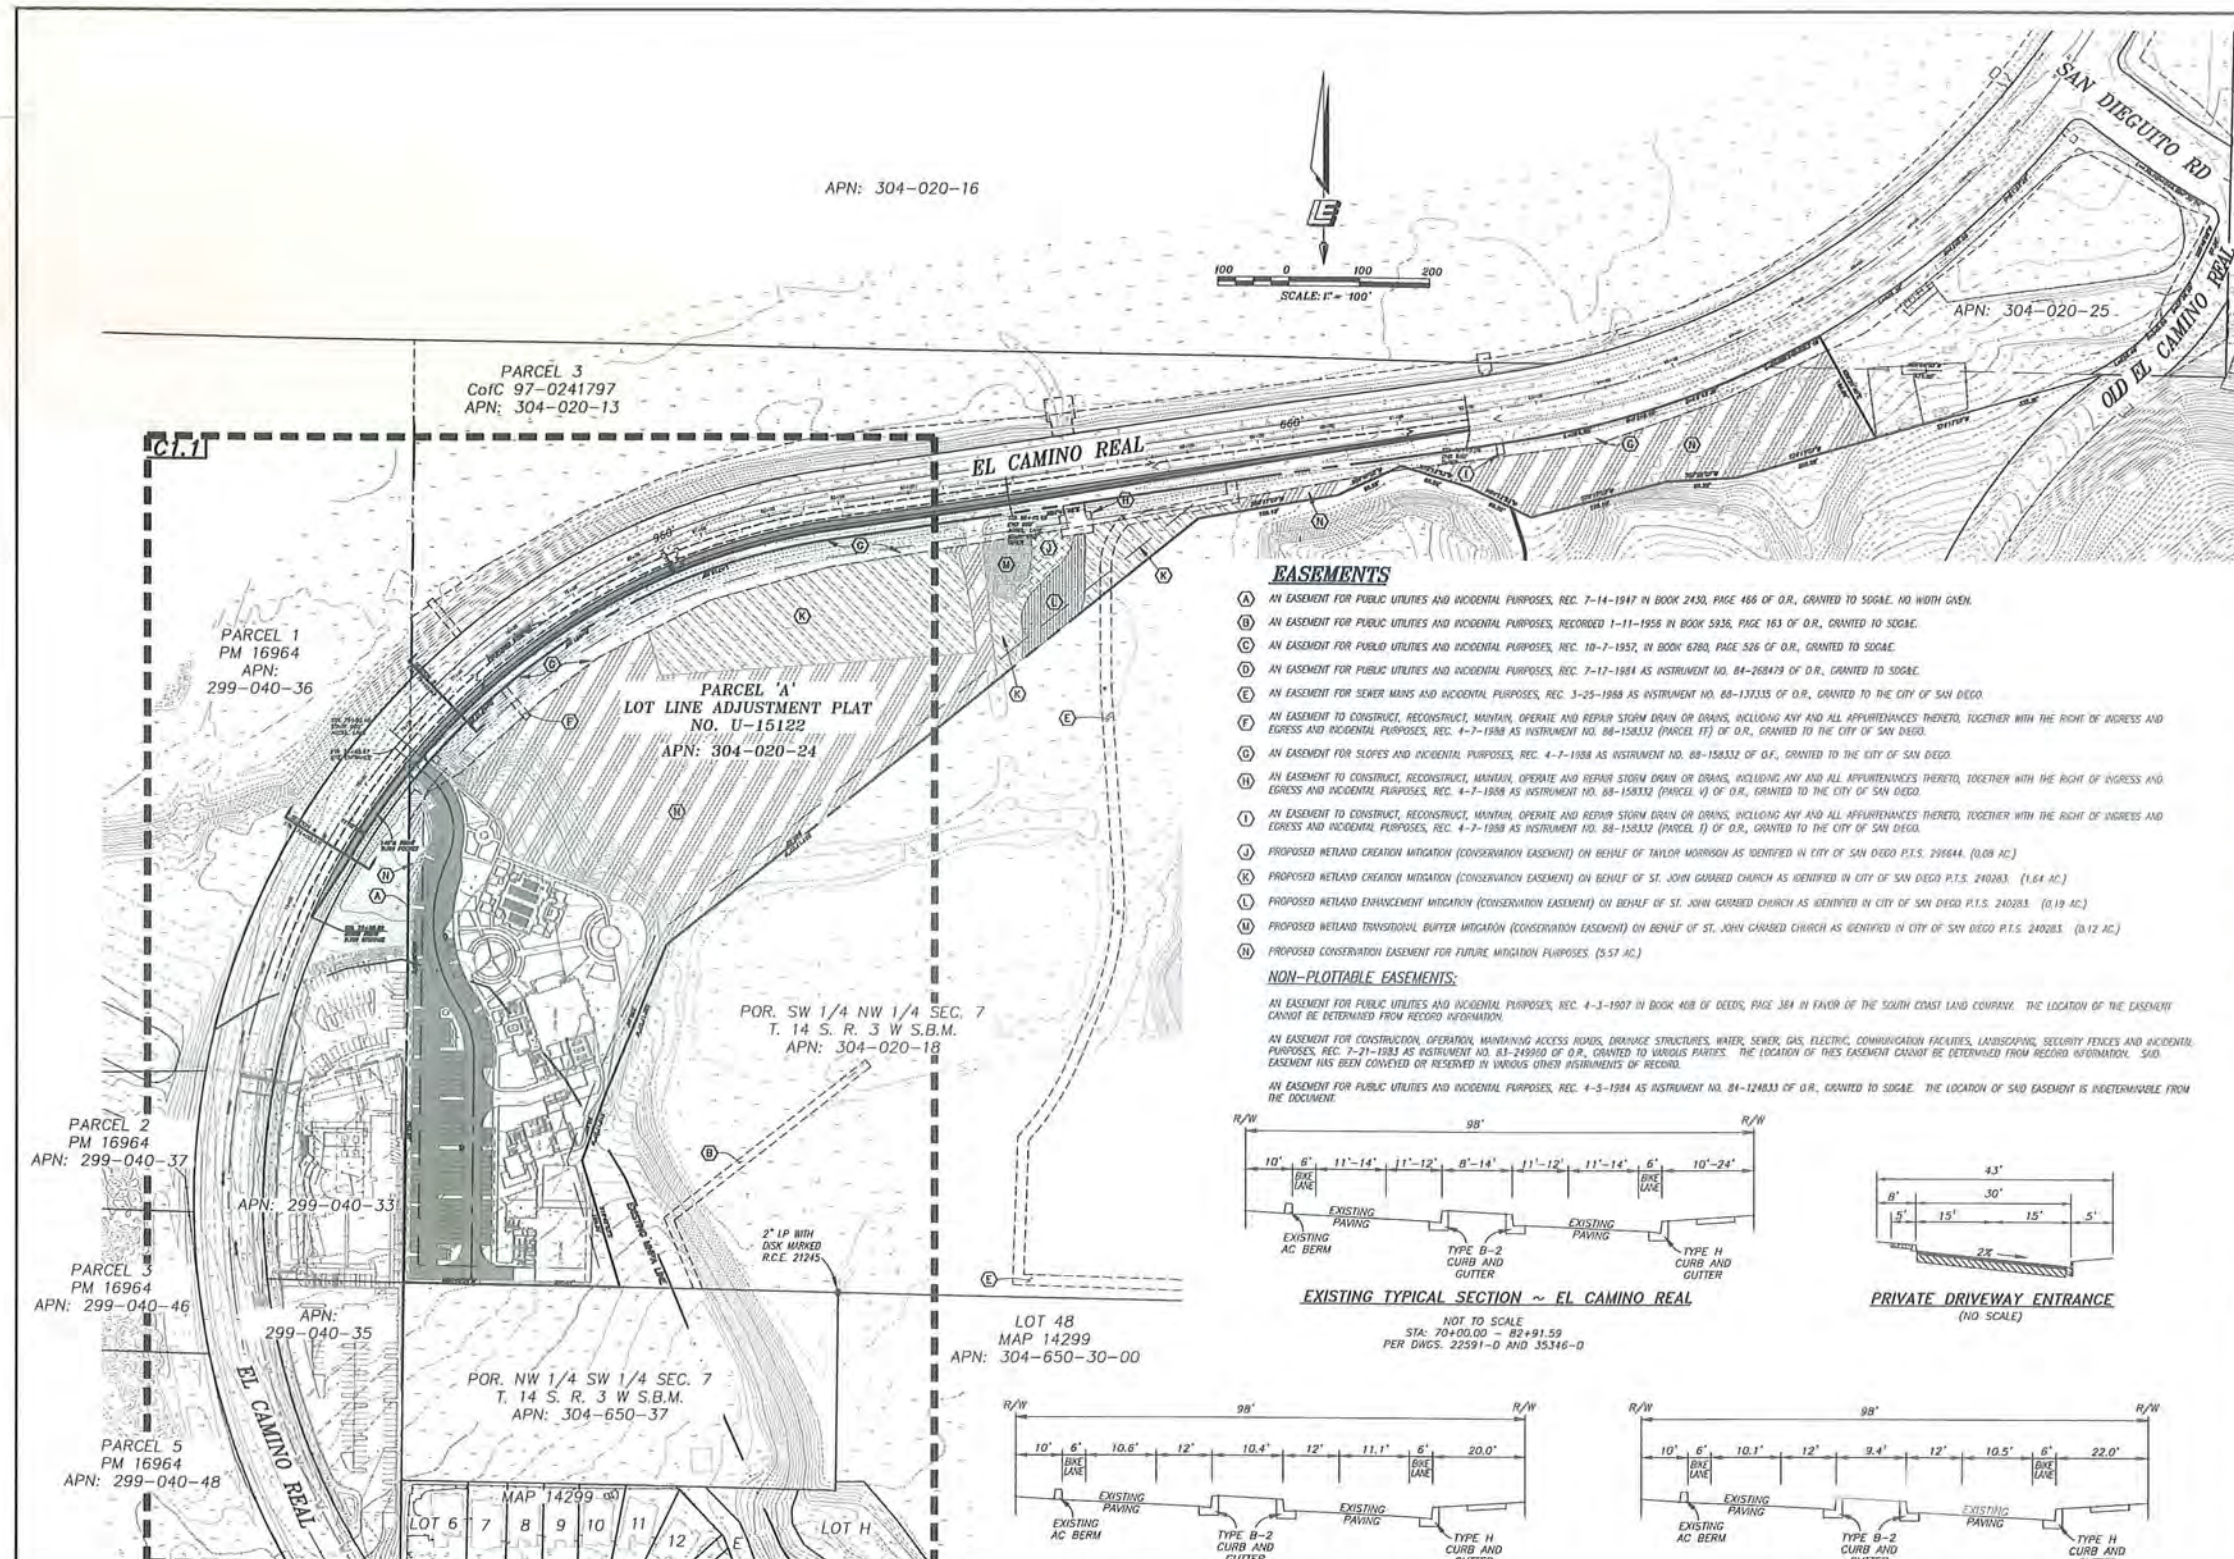 SAN DIEGUITO RD
APN: 304-020-16
LE
100 0 100 200
SCALE: 1" = 100'
APN: 304-020-25
OLD EL CAMINO REAL
PARCEL 3
CofC 97-0241797
APN: 304-020-13
C1.1
660'
EL CAMINO REAL
960'
PARCEL 1
PM 16964
APN:
299-040-36
PARCEL 'A'
LOT LINE ADJUSTMENT PLAT
NO. U-15122
APN: 304-020-24
EASEMENTS
A AN EASEMENT FOR PUBLIC UTILITIES AND INCIDENTAL PURPOSES, REC. 7-14-1947 IN BOOK 2430, PAGE 466 OF O.R., GRANTED TO SDG&E. NO WIDTH GIVEN.
B AN EASEMENT FOR PUBLIC UTILITIES AND INCIDENTAL PURPOSES, RECORDED 1-11-1956 IN BOOK 5936, PAGE 163 OF O.R., GRANTED TO SDG&E.
C AN EASEMENT FOR PUBLIC UTILITIES AND INCIDENTAL PURPOSES, REC. 10-7-1957, IN BOOK 6780, PAGE 526 OF O.R., GRANTED TO SDG&E.
D AN EASEMENT FOR PUBLIC UTILITIES AND INCIDENTAL PURPOSES, REC. 7-17-1984 AS INSTRUMENT NO. 84-268479 OF O.R., GRANTED TO SDG&E.
E AN EASEMENT FOR SEWER MAINS AND INCIDENTAL PURPOSES, REC. 3-25-1988 AS INSTRUMENT NO. 88-137335 OF O.R., GRANTED TO THE CITY OF SAN DIEGO.
F AN EASEMENT TO CONSTRUCT, RECONSTRUCT, MAINTAIN, OPERATE AND REPAIR STORM DRAIN OR DRAINS, INCLUDING ANY AND ALL APPURTENANCES THERETO, TOGETHER WITH THE RIGHT OF INGRESS AND
EGRESS AND INCIDENTAL PURPOSES, REC. 4-7-1988 AS INSTRUMENT NO. 88-158332 (PARCEL FF) OF O.R., GRANTED TO THE CITY OF SAN DIEGO.
G AN EASEMENT FOR SLOPES AND INCIDENTAL PURPOSES, REC. 4-7-1988 AS INSTRUMENT NO. 88-158332 OF O.F., GRANTED TO THE CITY OF SAN DIEGO.
H AN EASEMENT TO CONSTRUCT, RECONSTRUCT, MAINTAIN, OPERATE AND REPAIR STORM DRAIN OR DRAINS, INCLUDING ANY AND ALL APPURTENANCES THERETO, TOGETHER WITH THE RIGHT OF INGRESS AND
EGRESS AND INCIDENTAL PURPOSES, REC. 4-7-1988 AS INSTRUMENT NO. 88-158332 (PARCEL V) OF O.R., GRANTED TO THE CITY OF SAN DIEGO.
I AN EASEMENT TO CONSTRUCT, RECONSTRUCT, MAINTAIN, OPERATE AND REPAIR STORM DRAIN OR DRAINS, INCLUDING ANY AND ALL APPURTENANCES THERETO, TOGETHER WITH THE RIGHT OF INGRESS AND
EGRESS AND INCIDENTAL PURPOSES, REC. 4-7-1988 AS INSTRUMENT NO. 88-158332 (PARCEL T) OF O.R., GRANTED TO THE CITY OF SAN DIEGO.
J PROPOSED WETLAND CREATION MITIGATION (CONSERVATION EASEMENT) ON BEHALF OF TAYLOR MORRISON AS IDENTIFIED IN CITY OF SAN DIEGO P.T.S. 296644. (0.08 AC.)
K PROPOSED WETLAND CREATION MITIGATION (CONSERVATION EASEMENT) ON BEHALF OF ST. JOHN GARABED CHURCH AS IDENTIFIED IN CITY OF SAN DIEGO P.T.S. 240283. (1.64 AC.)
L PROPOSED WETLAND ENHANCEMENT MITIGATION (CONSERVATION EASEMENT) ON BEHALF OF ST. JOHN GARABED CHURCH AS IDENTIFIED IN CITY OF SAN DIEGO P.T.S. 240283. (0.19 AC.)
M PROPOSED WETLAND TRANSITIONAL BUFFER MITIGATION (CONSERVATION EASEMENT) ON BEHALF OF ST. JOHN GARABED CHURCH AS IDENTIFIED IN CITY OF SAN DIEGO P.T.S. 240283. (0.12 AC.)
N PROPOSED CONSERVATION EASEMENT FOR FUTURE MITIGATION PURPOSES. (5.57 AC.)
NON-PLOTTABLE EASEMENTS:
AN EASEMENT FOR PUBLIC UTILITIES AND INCIDENTAL PURPOSES, REC. 4-3-1907 IN BOOK 408 OF DEEDS, PAGE 384 IN FAVOR OF THE SOUTH COAST LAND COMPANY. THE LOCATION OF THE EASEMENT
CANNOT BE DETERMINED FROM RECORD INFORMATION.
AN EASEMENT FOR CONSTRUCTION, OPERATION, MAINTAINING ACCESS ROADS, DRAINAGE STRUCTURES, WATER, SEWER, GAS, ELECTRIC, COMMUNICATION FACILITIES, LANDSCAPING, SECURITY FENCES AND INCIDENTAL
PURPOSES, REC. 7-21-1983 AS INSTRUMENT NO. 83-249960 OF O.R., GRANTED TO VARIOUS PARTIES. THE LOCATION OF THIS EASEMENT CANNOT BE DETERMINED FROM RECORD INFORMATION. SAID
EASEMENT HAS BEEN CONVEYED OR RESERVED IN VARIOUS OTHER INSTRUMENTS OF RECORD.
AN EASEMENT FOR PUBLIC UTILITIES AND INCIDENTAL PURPOSES, REC. 4-5-1984 AS INSTRUMENT NO. 84-124833 OF O.R., GRANTED TO SDG&E. THE LOCATION OF SAID EASEMENT IS INDETERMINABLE FROM
THE DOCUMENT.
POR. SW 1/4 NW 1/4 SEC. 7
T. 14 S. R. 3 W S.B.M.
APN: 304-020-18
PARCEL 2
PM 16964
APN: 299-040-37
APN: 299-040-33
EXISTING MHPA LINE
2" I.P WITH
DISK MARKED
R.C.E. 21245
PARCEL 3
PM 16964
APN: 299-040-46
APN:
299-040-35
LOT 48
MAP 14299
APN: 304-650-30-00
POR. NW 1/4 SW 1/4 SEC. 7
T. 14 S. R. 3 W S.B.M.
APN: 304-650-37
EL CAMINO REAL
PARCEL 5
PM 16964
APN: 299-040-48
MAP 14299
LOT 6 7 8 9 10 11 12 E
LOT H
R/W 98' R/W
10' 6' 11'-14' 11'-12' 8'-14' 11'-12' 11'-14' 6' 10'-24'
BIKE LANE
BIKE LANE
EXISTING PAVING
EXISTING PAVING
EXISTING
AC BERM
TYPE B-2
CURB AND
GUTTER
TYPE H
CURB AND
GUTTER
EXISTING TYPICAL SECTION ~ EL CAMINO REAL
NOT TO SCALE
STA: 70+00.00 - 82+91.59
PER DWGS. 22591-D AND 35346-D
43'
8' 30'
5' 15' 15' 5'
2%
PRIVATE DRIVEWAY ENTRANCE
(NO SCALE)
R/W 98' R/W
10' 6' 10.6' 12' 10.4' 12' 11.1' 6' 20.0'
BIKE LANE
BIKE LANE
EXISTING PAVING
EXISTING PAVING
EXISTING
AC BERM
TYPE B-2
CURB AND
GUTTER
TYPE H
CURB AND
GUTTER
R/W 98' R/W
10' 6' 10.1' 12' 9.4' 12' 10.5' 6' 22.0'
BIKE LANE
BIKE LANE
EXISTING PAVING
EXISTING PAVING
EXISTING
AC BERM
TYPE B-2
CURB AND
GUTTER
TYPE H
CURB AND